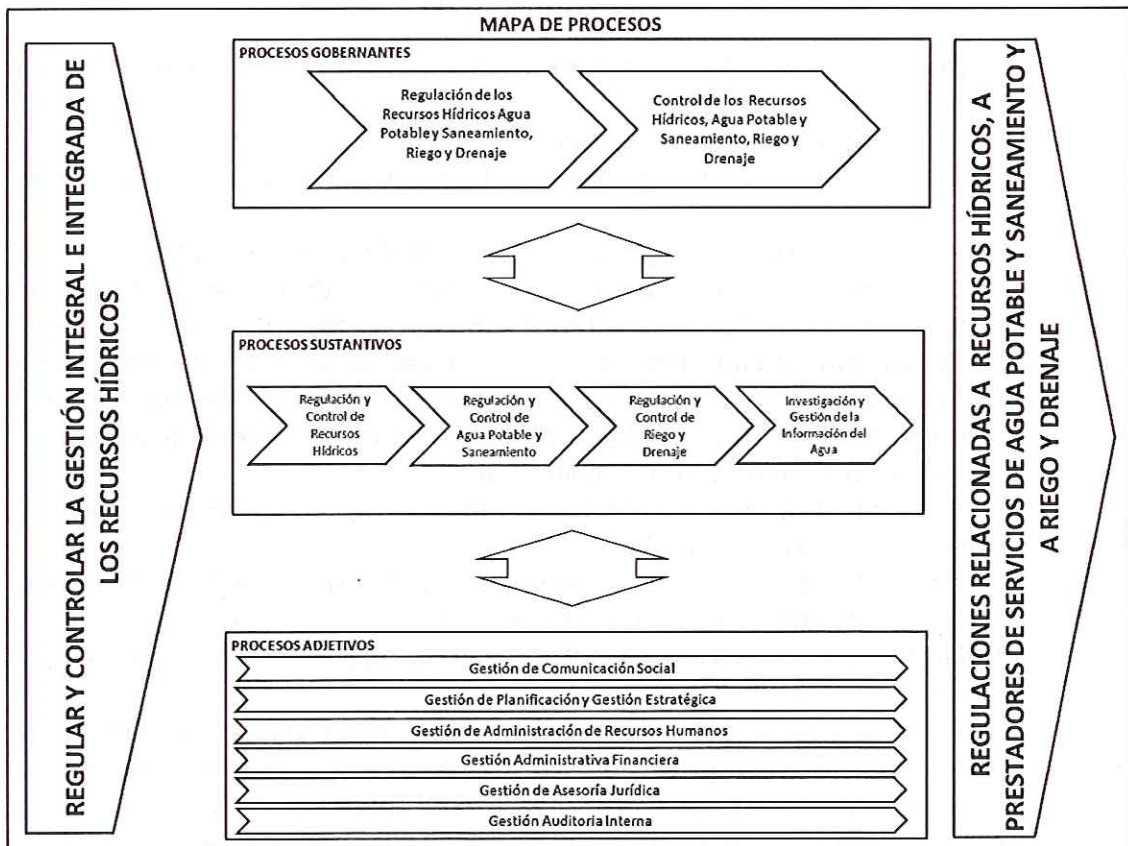 MAPA DE PROCESOS
REGULAR Y CONTROLAR LA GESTIÓN INTEGRAL E INTEGRADA DE
LOS RECURSOS HÍDRICOS
PROCESOS GOBERNANTES
Regulación de los
Recursos Hídricos Agua
Potable y Saneamiento,
Riego y Drenaje
Control de los Recursos
Hídricos, Agua Potable y
Saneamiento, Riego y
Drenaje
PROCESOS SUSTANTIVOS
Regulación y
Control de
Recursos
Hídricos
Regulación y
Control de
Agua Potable y
Saneamiento
Regulación y
Control de
Riego y
Drenaje
Investigación y
Gestión de la
Información del
Agua
PROCESOS ADJETIVOS
Gestión de Comunicación Social
Gestión de Planificación y Gestión Estratégica
Gestión de Administración de Recursos Humanos
Gestión Administrativa Financiera
Gestión de Asesoría Jurídica
Gestión Auditoria Interna
REGULACIONES RELACIONADAS A RECURSOS HÍDRICOS, A
PRESTADORES DE SERVICIOS DE AGUA POTABLE Y SANEAMIENTO Y
A RIEGO Y DRENAJE